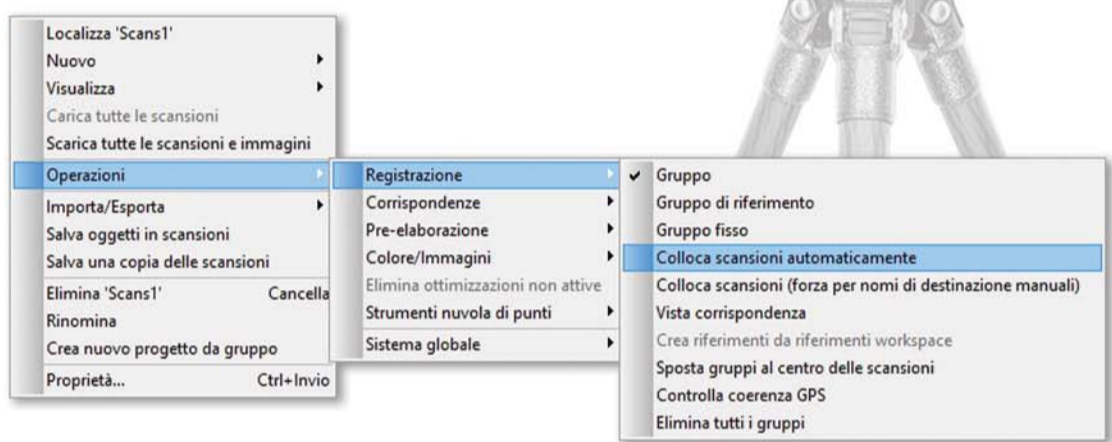 Localizza 'Scans1'
Nuovo
Visualizza
Carica tutte le scansioni
Scarica tutte le scansioni e immagini
Operazioni
Importa/Esporta
Salva oggetti in scansioni
Salva una copia delle scansioni
Elimina 'Scans1' Cancella
Rinomina
Crea nuovo progetto da gruppo
Proprietà... Ctrl+Invio
Registrazione
Corrispondenze
Pre-elaborazione
Colore/Immagini
Elimina ottimizzazioni non attive
Strumenti nuvola di punti
Sistema globale
Gruppo
Gruppo di riferimento
Gruppo fisso
Colloca scansioni automaticamente
Colloca scansioni (forza per nomi di destinazione manuali)
Vista corrispondenza
Crea riferimenti da riferimenti workspace
Sposta gruppi al centro delle scansioni
Controlla coerenza GPS
Elimina tutti i gruppi